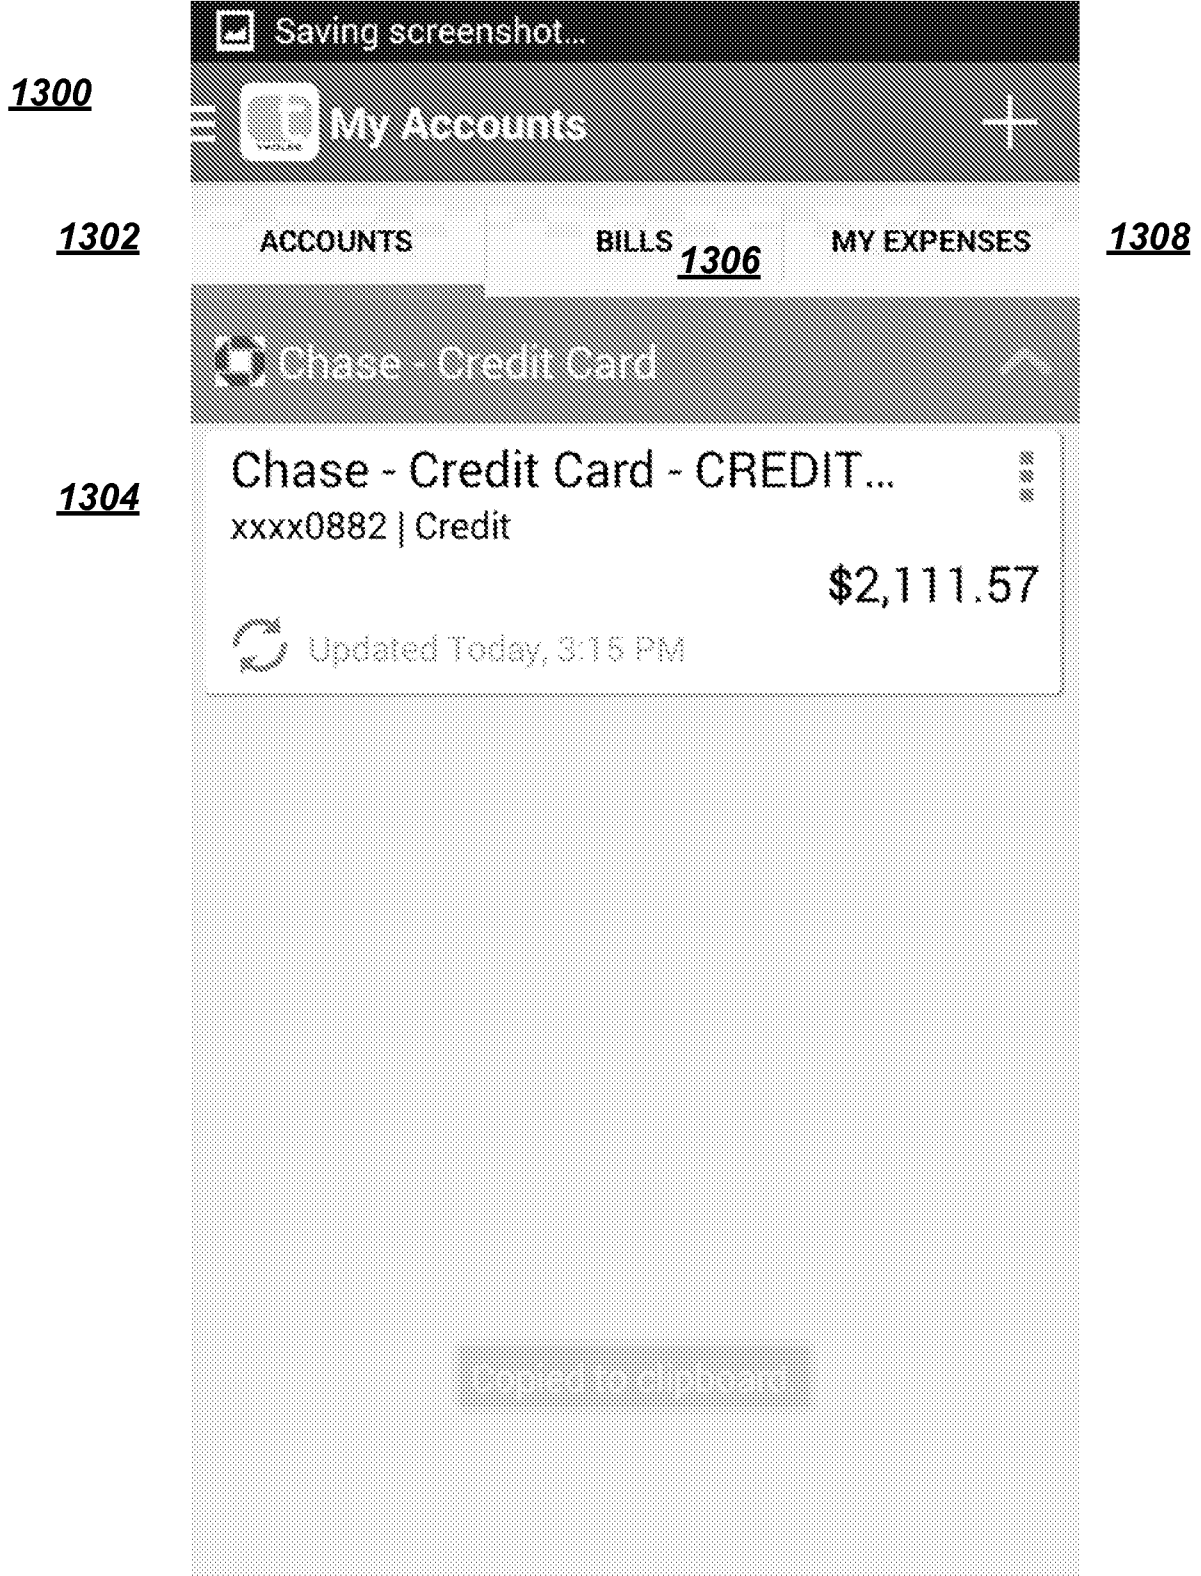 Saving screenshot...
1300
My Accounts
1302
ACCOUNTS
BILLS
1306
MY EXPENSES
1308
Chase - Credit Card
Chase - Credit Card - CREDIT...
1304
xxxx0882 | Credit
$2,111.57
Updated Today, 3:15 PM